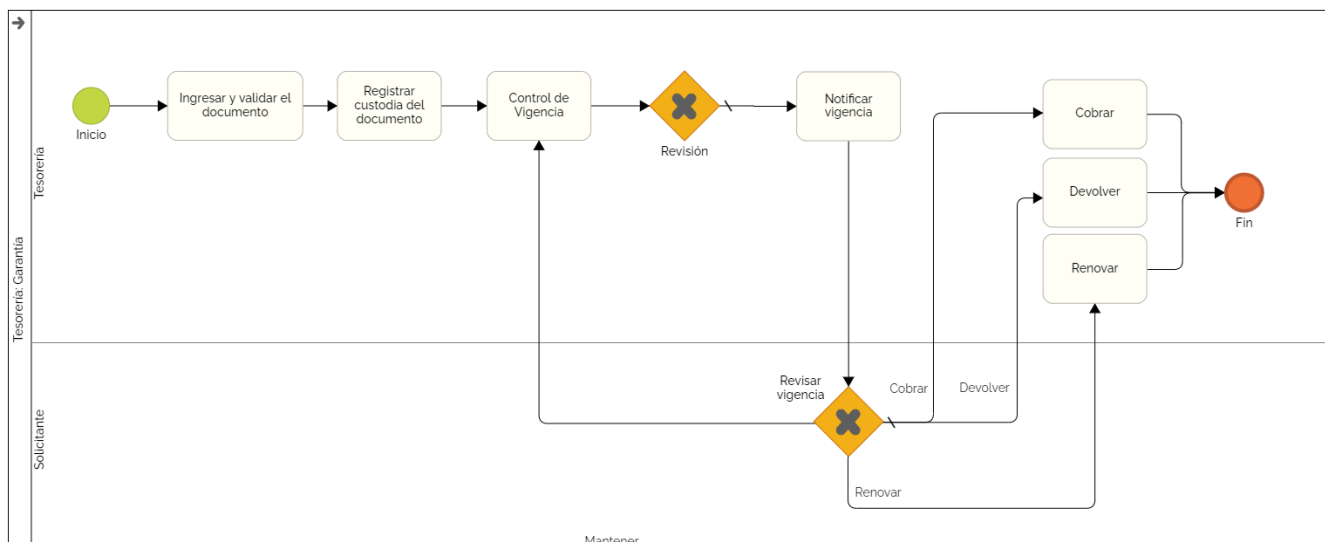 Tesorería: Garantía
Tesorería
Inicio
Ingresar y validar el
documento
Registrar
custodia del
documento
Control de
Vigencia
Revisión
Notificar
vigencia
Cobrar
Devolver
Renovar
Fin
Solicitante
Revisar
vigencia
Cobrar
Devolver
Renovar
Mantener